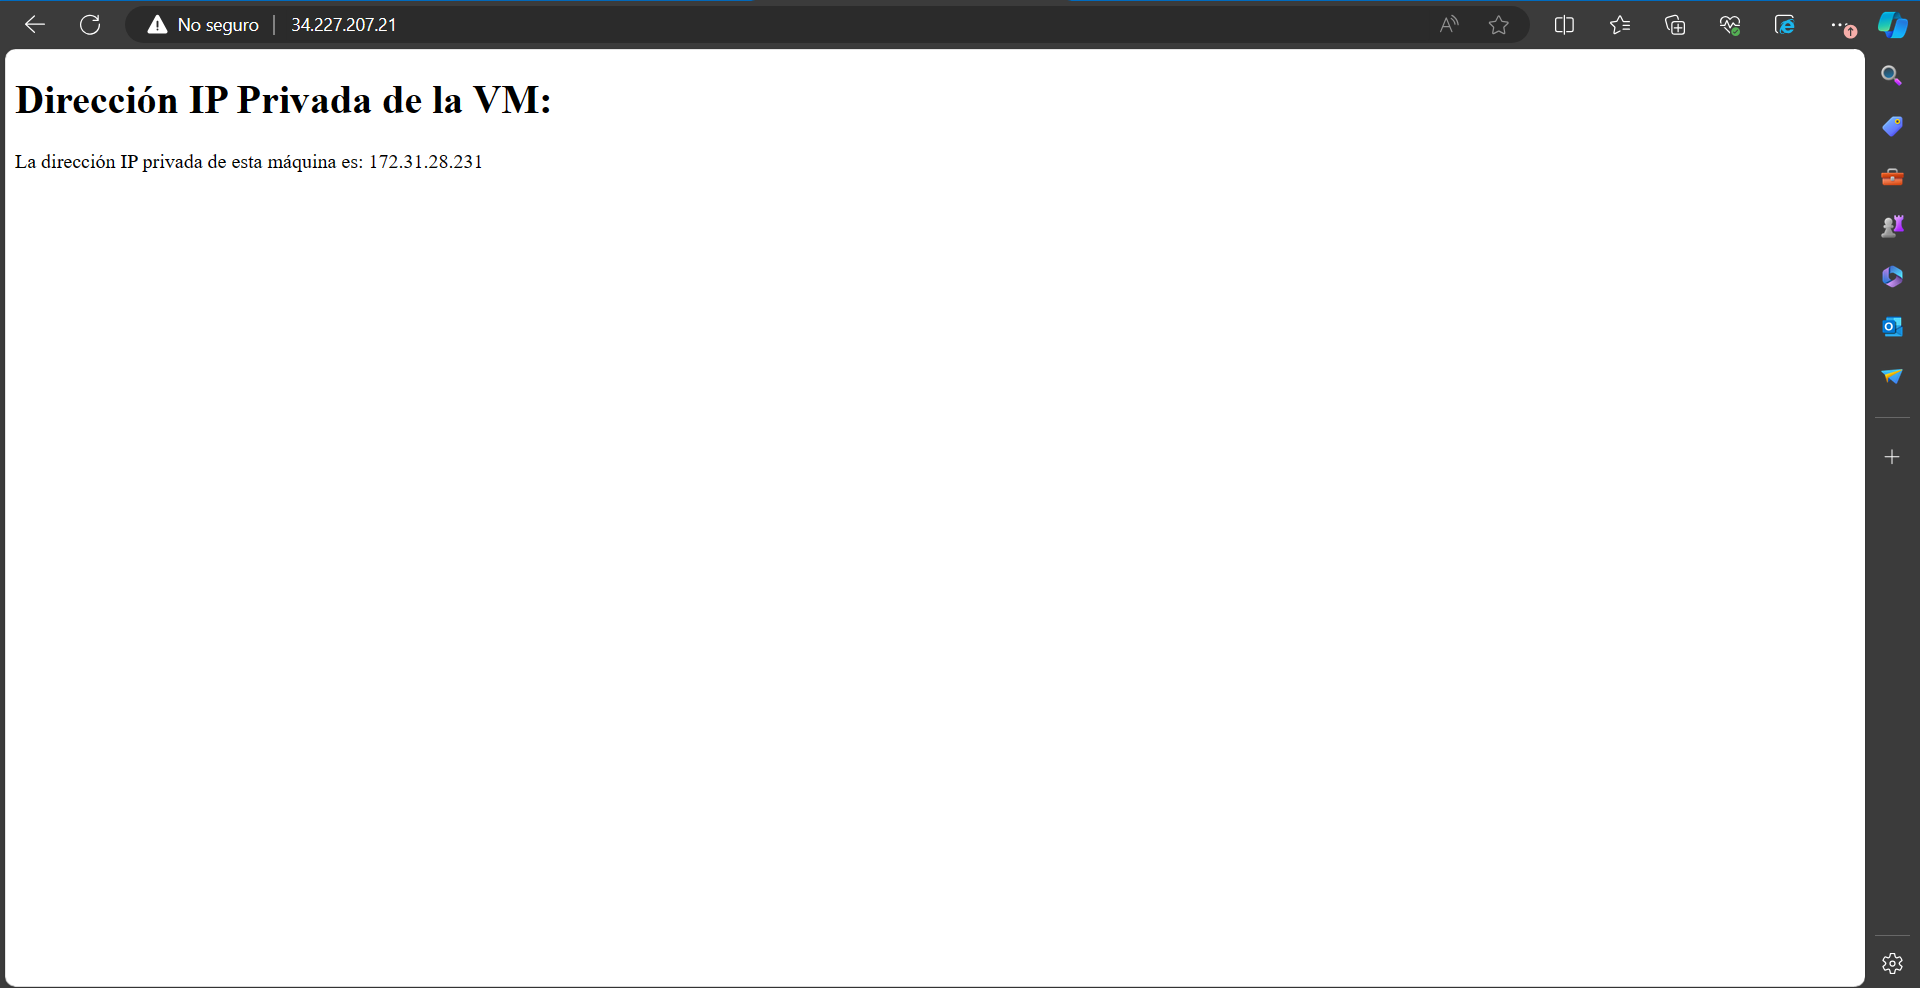 No seguro | 34.227.207.21
Dirección IP Privada de la VM:
La dirección IP privada de esta máquina es: 172.31.28.231